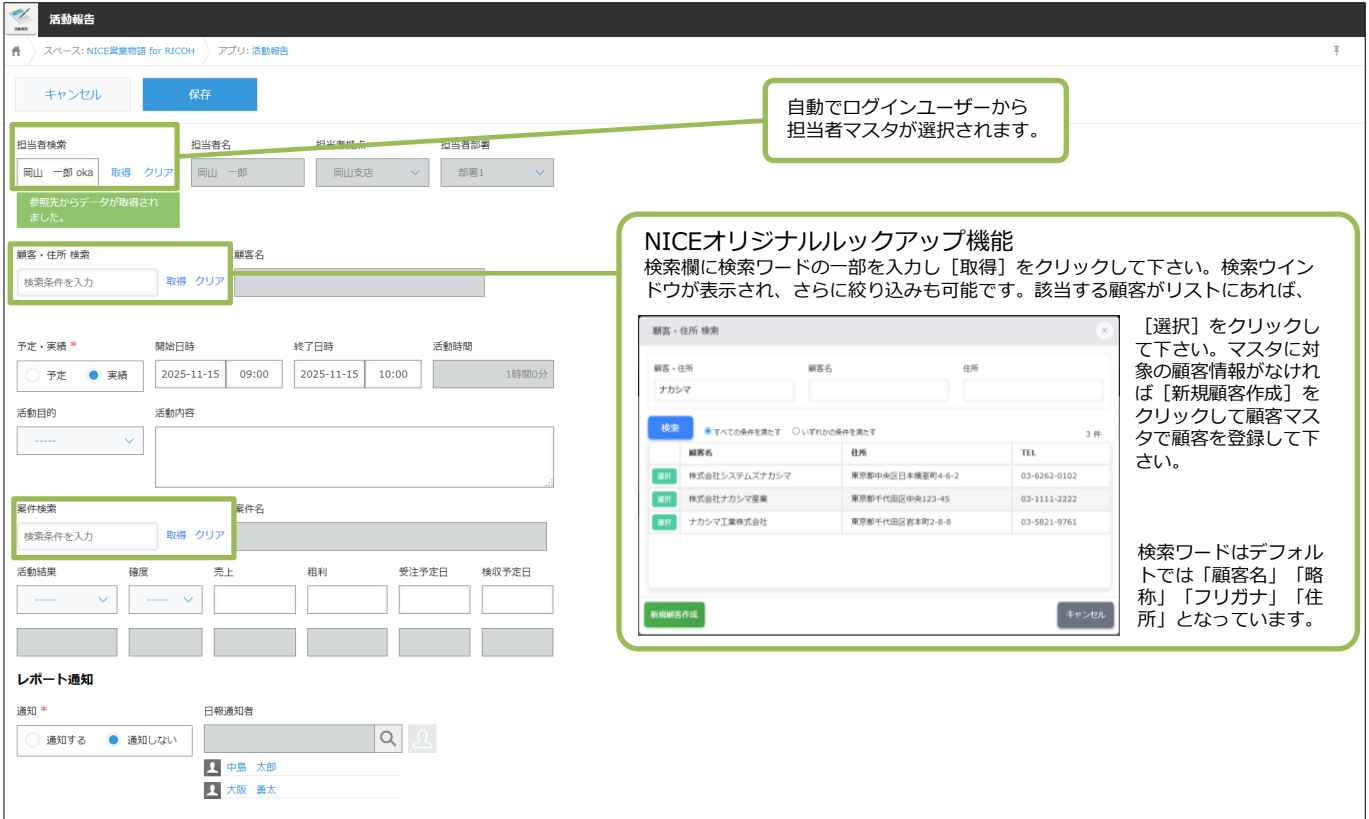 活動報告
スペース: NICE営業物語 for RICOH
アプリ: 活動報告
キャンセル
保存
自動でログインユーザーから
担当者マスタが選択されます。
担当者検索
担当者名
担当者拠点
担当者部署
岡山　一郎 oka
取得
クリア
岡山　一郎
岡山支店
部署1
参照先からデータが取得され
ました。
顧客・住所 検索
顧客名
検索条件を入力
取得
クリア
NICEオリジナルルックアップ機能
検索欄に検索ワードの一部を入力し［取得］をクリックして下さい。検索ウイン
ドウが表示され、さらに絞り込みも可能です。該当する顧客がリストにあれば、
［選択］をクリックし
て下さい。マスタに対
象の顧客情報がなけれ
ば［新規顧客作成］を
クリックして顧客マス
タで顧客を登録して下
さい。
検索ワードはデフォル
トでは「顧客名」「略
称」「フリガナ」「住
所」となっています。
顧客・住所 検索
顧客・住所
顧客名
住所
ナカシマ
検索
すべての条件を満たす
いずれかの条件を満たす
3 件
顧客名
住所
TEL
選択
株式会社システムズナカシマ
東京都中央区日本橋室町4-6-2
03-6262-0102
選択
株式会社ナカシマ産業
東京都千代田区中央123-45
03-1111-2222
選択
ナカシマ工業株式会社
東京都千代田区岩本町2-8-8
03-5821-9761
新規顧客作成
キャンセル
予定・実績 *
開始日時
終了日時
活動時間
予定
実績
2025-11-15
09:00
2025-11-15
10:00
1時間0分
活動目的
活動内容
-----
案件検索
案件名
検索条件を入力
取得
クリア
活動結果
確度
売上
粗利
受注予定日
検収予定日
-----
-----
レポート通知
通知 *
日報通知者
通知する
通知しない
中島　太郎
大阪　勇太